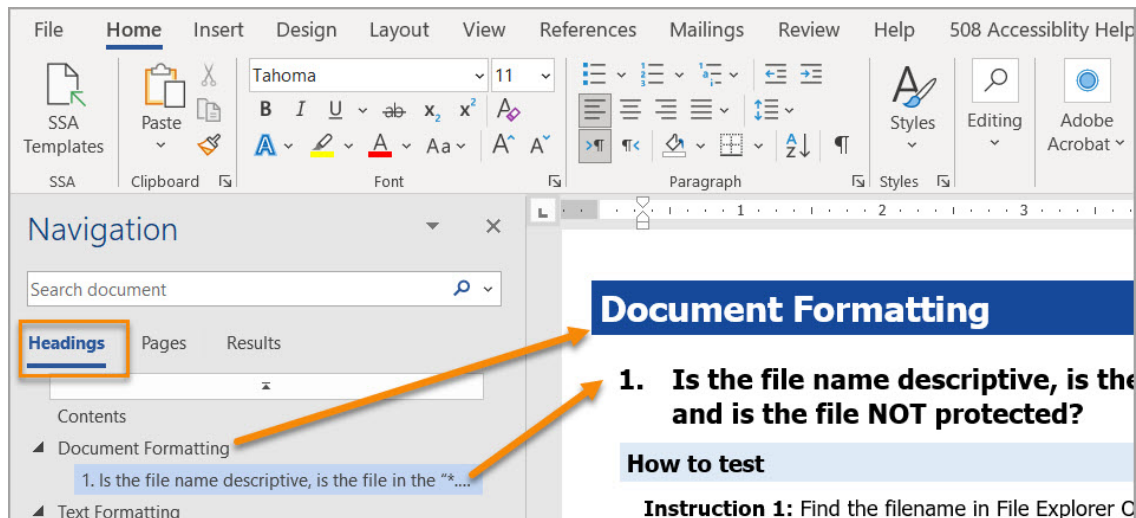 File Home Insert Design Layout View References Mailings Review Help 508 Accessiblity Help
Tahoma 11
SSA Templates
Paste
B I U ab x₂ x² A
A A Aa A A
Styles
Editing
Adobe Acrobat
SSA Clipboard Font Paragraph Styles
Navigation
L 1 2 3
Search document
Headings Pages Results
Contents
Document Formatting
1. Is the file name descriptive, is the file in the “*....
Text Formatting
Document Formatting
1. Is the file name descriptive, is the
and is the file NOT protected?
How to test
Instruction 1: Find the filename in File Explorer O